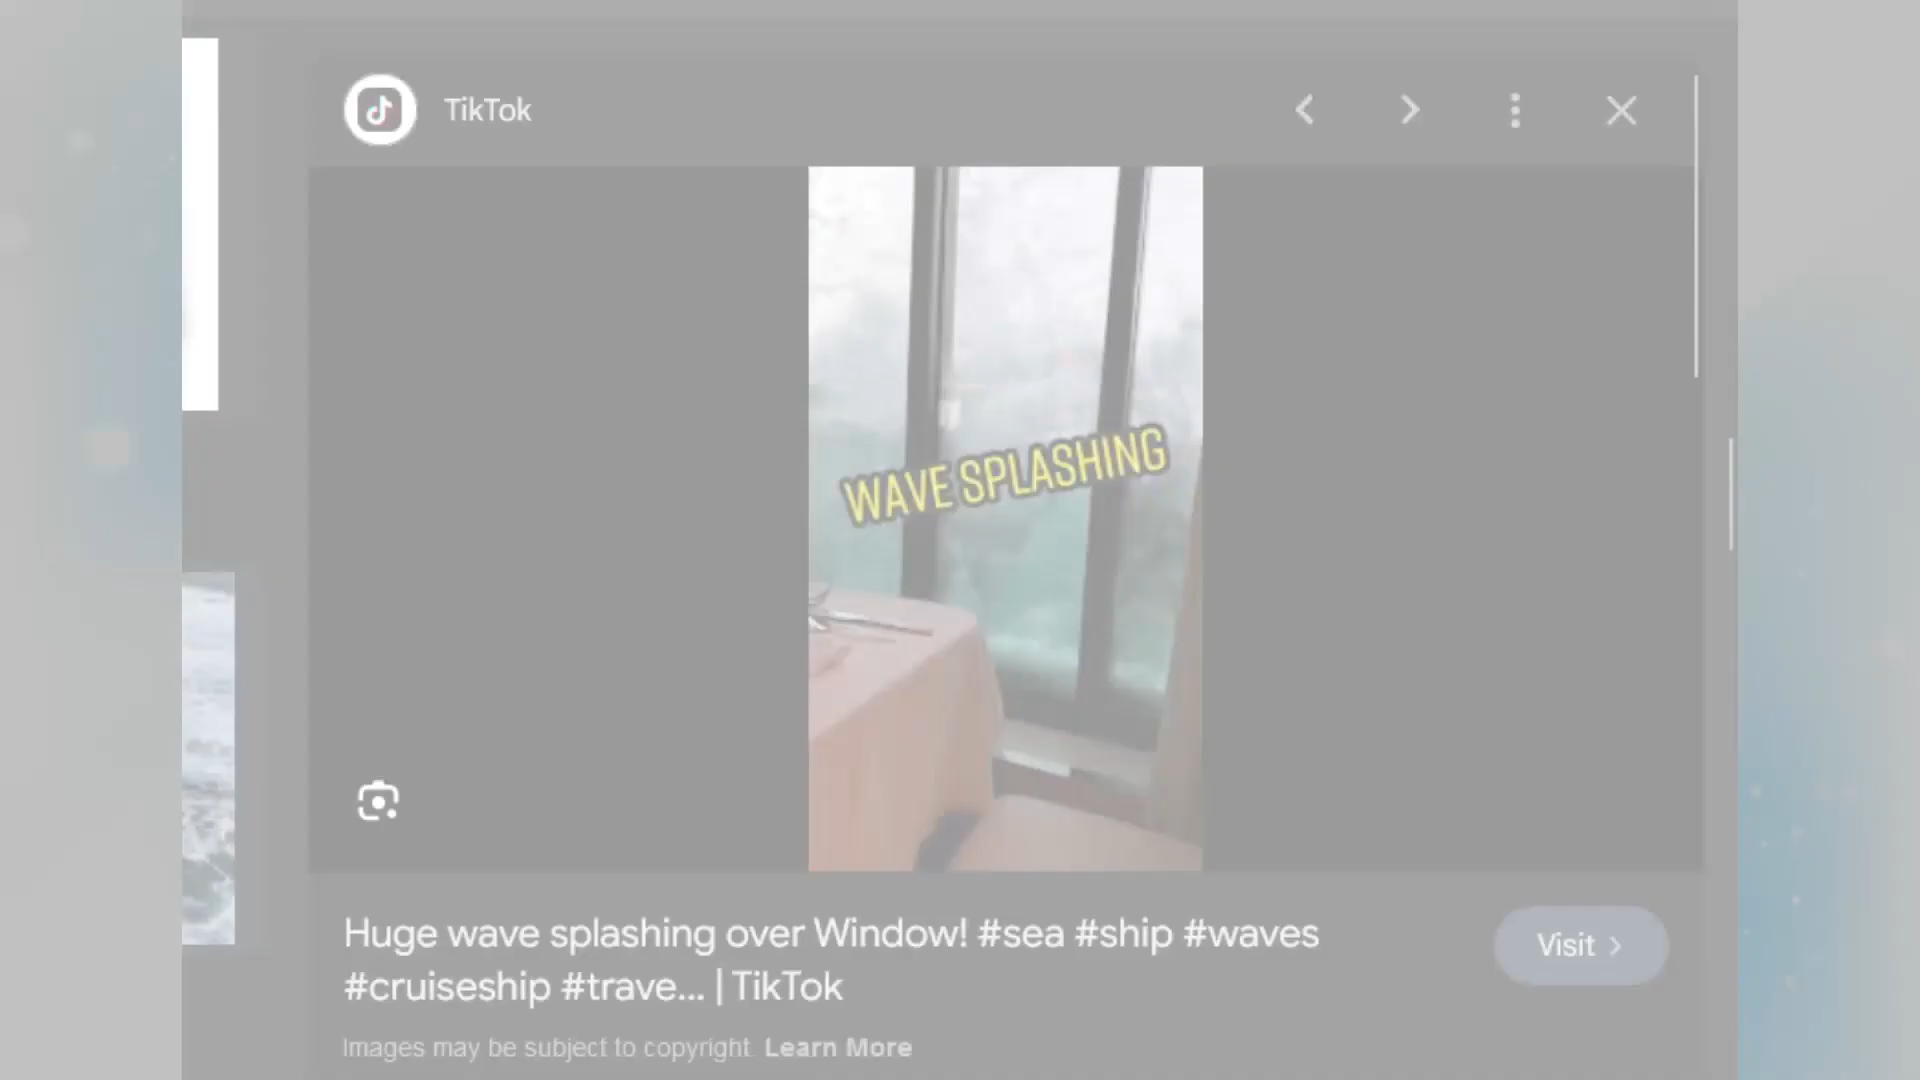 TikTok
WAVE SPLASHING
Huge wave splashing over Window! #sea #ship #waves
#cruiseship #trave... | TikTok
Visit
Images may be subject to copyright. Learn More